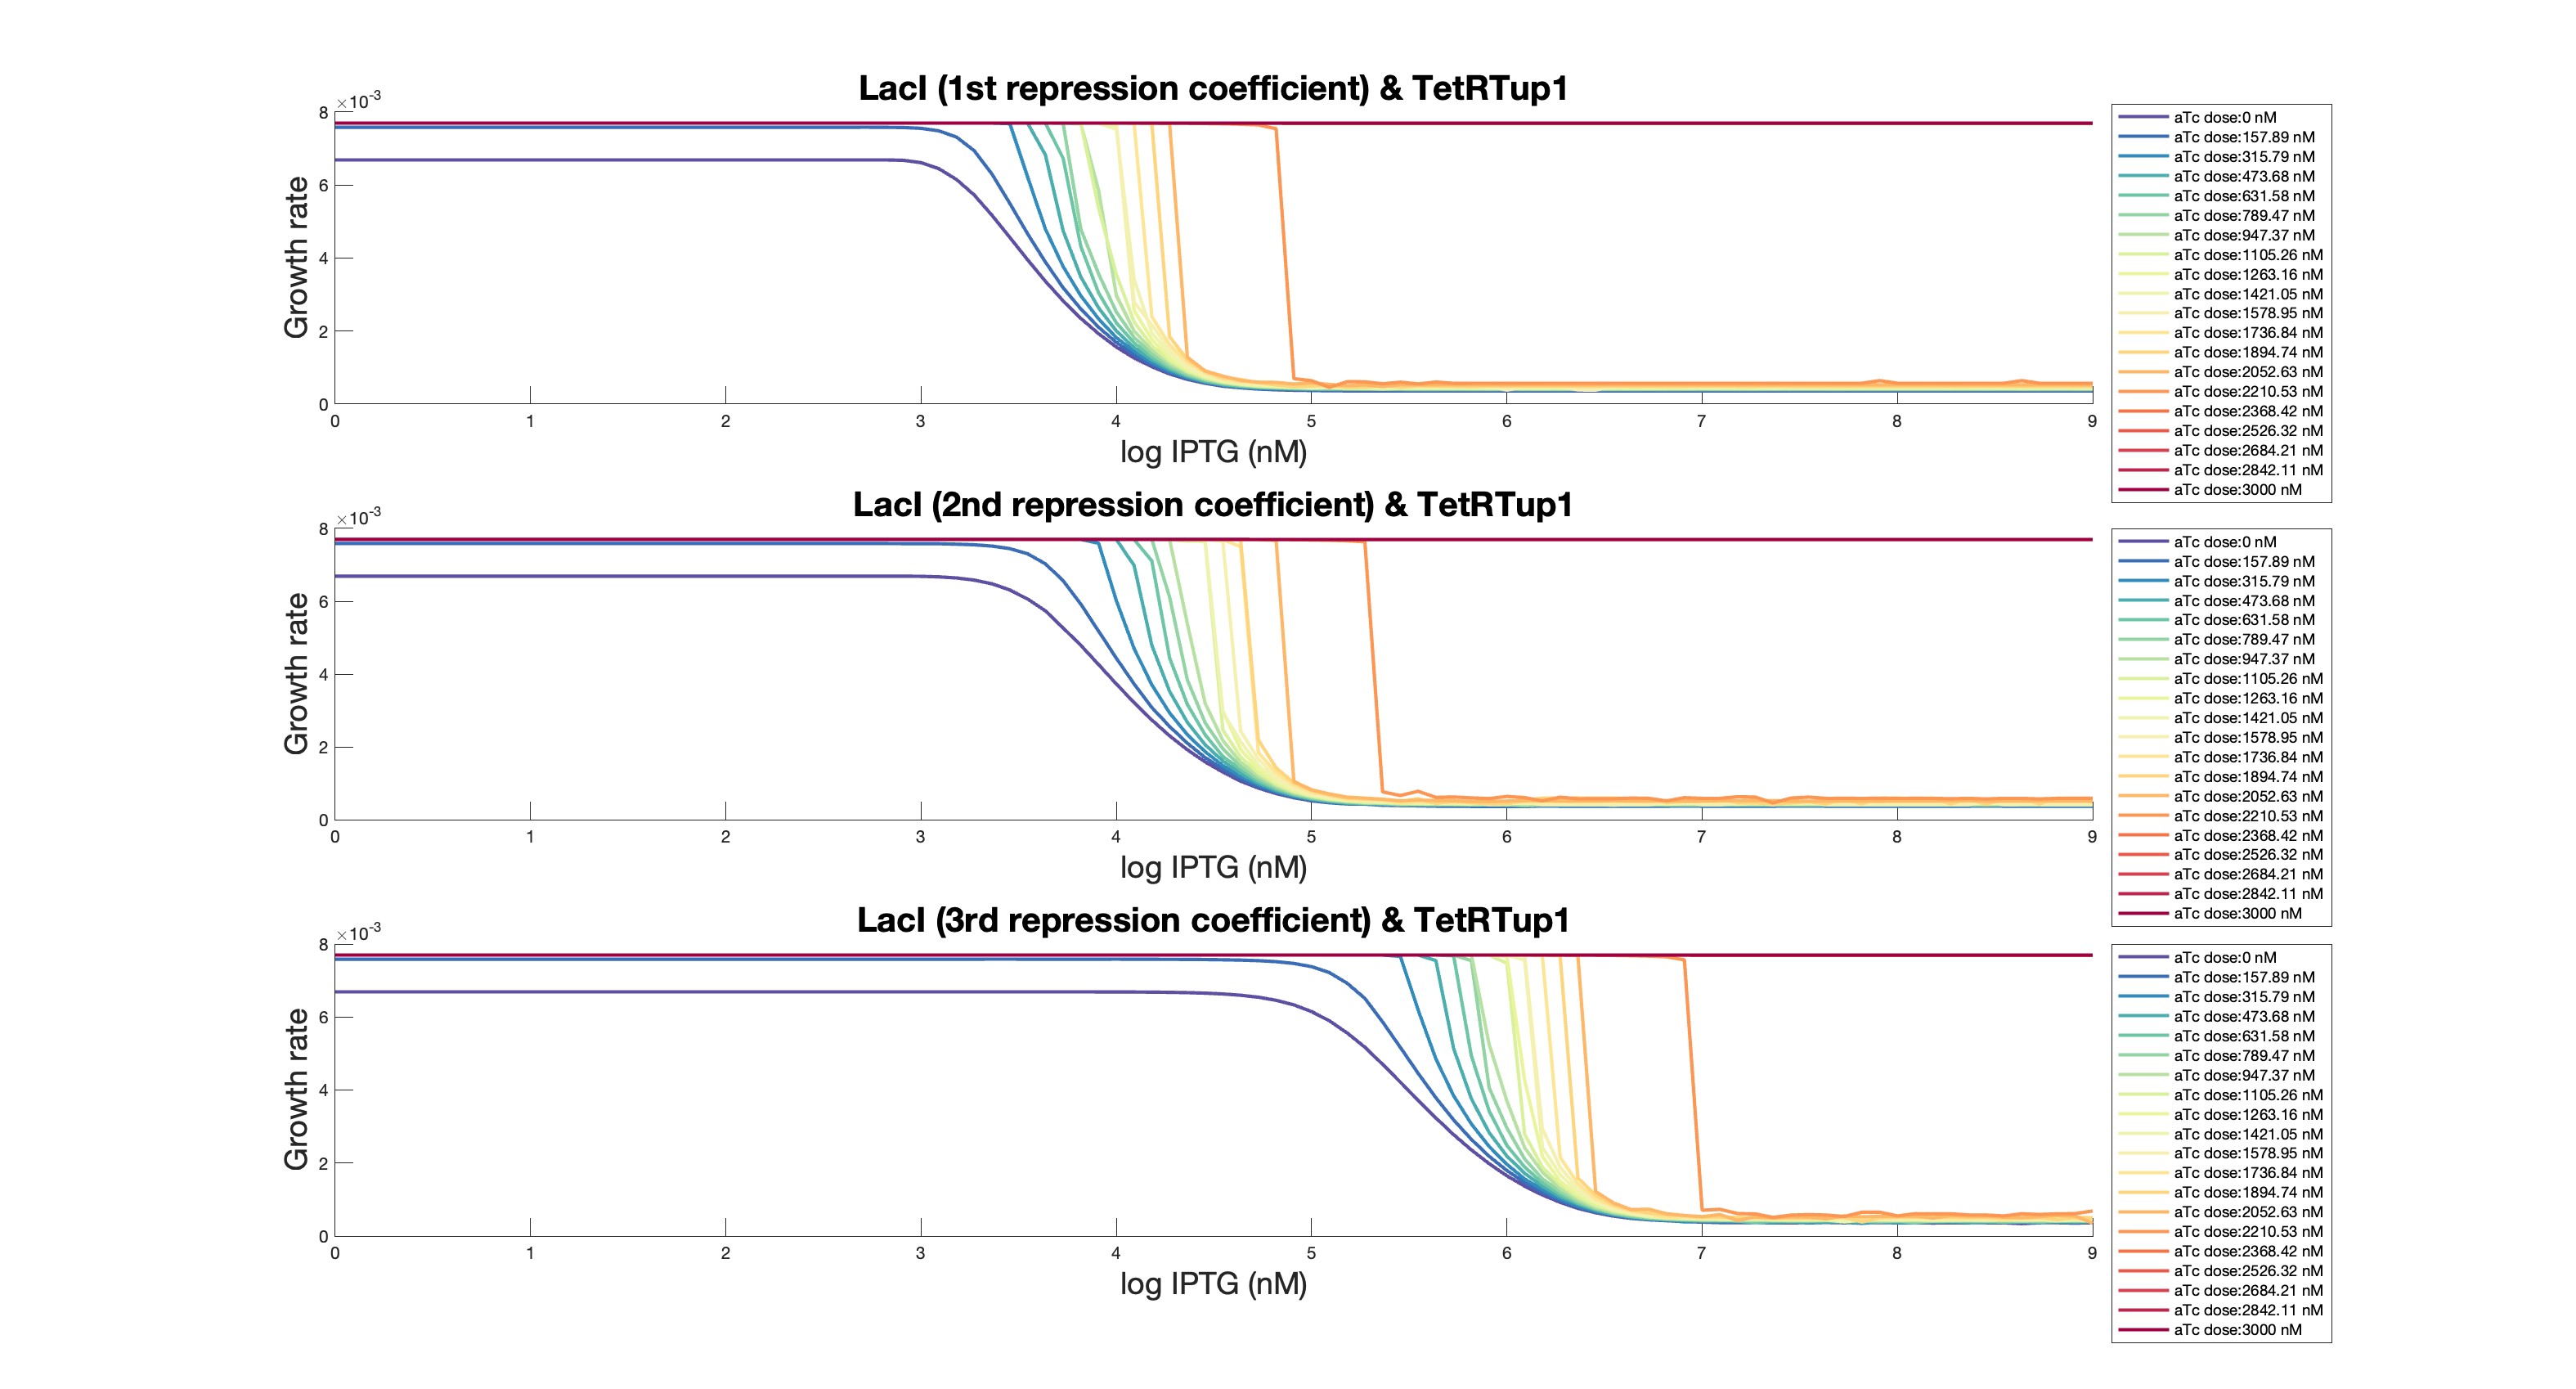 LacI (1st repression coefficient) & TetRTup1
×10-3
8
6
4
2
0
Growth rate
0 1 2 3 4 5 6 7 8 9
log IPTG (nM)
aTc dose:0 nM
aTc dose:157.89 nM
aTc dose:315.79 nM
aTc dose:473.68 nM
aTc dose:631.58 nM
aTc dose:789.47 nM
aTc dose:947.37 nM
aTc dose:1105.26 nM
aTc dose:1263.16 nM
aTc dose:1421.05 nM
aTc dose:1578.95 nM
aTc dose:1736.84 nM
aTc dose:1894.74 nM
aTc dose:2052.63 nM
aTc dose:2210.53 nM
aTc dose:2368.42 nM
aTc dose:2526.32 nM
aTc dose:2684.21 nM
aTc dose:2842.11 nM
aTc dose:3000 nM
LacI (2nd repression coefficient) & TetRTup1
×10-3
8
6
4
2
0
Growth rate
0 1 2 3 4 5 6 7 8 9
log IPTG (nM)
aTc dose:0 nM
aTc dose:157.89 nM
aTc dose:315.79 nM
aTc dose:473.68 nM
aTc dose:631.58 nM
aTc dose:789.47 nM
aTc dose:947.37 nM
aTc dose:1105.26 nM
aTc dose:1263.16 nM
aTc dose:1421.05 nM
aTc dose:1578.95 nM
aTc dose:1736.84 nM
aTc dose:1894.74 nM
aTc dose:2052.63 nM
aTc dose:2210.53 nM
aTc dose:2368.42 nM
aTc dose:2526.32 nM
aTc dose:2684.21 nM
aTc dose:2842.11 nM
aTc dose:3000 nM
LacI (3rd repression coefficient) & TetRTup1
×10-3
8
6
4
2
0
Growth rate
0 1 2 3 4 5 6 7 8 9
log IPTG (nM)
aTc dose:0 nM
aTc dose:157.89 nM
aTc dose:315.79 nM
aTc dose:473.68 nM
aTc dose:631.58 nM
aTc dose:789.47 nM
aTc dose:947.37 nM
aTc dose:1105.26 nM
aTc dose:1263.16 nM
aTc dose:1421.05 nM
aTc dose:1578.95 nM
aTc dose:1736.84 nM
aTc dose:1894.74 nM
aTc dose:2052.63 nM
aTc dose:2210.53 nM
aTc dose:2368.42 nM
aTc dose:2526.32 nM
aTc dose:2684.21 nM
aTc dose:2842.11 nM
aTc dose:3000 nM